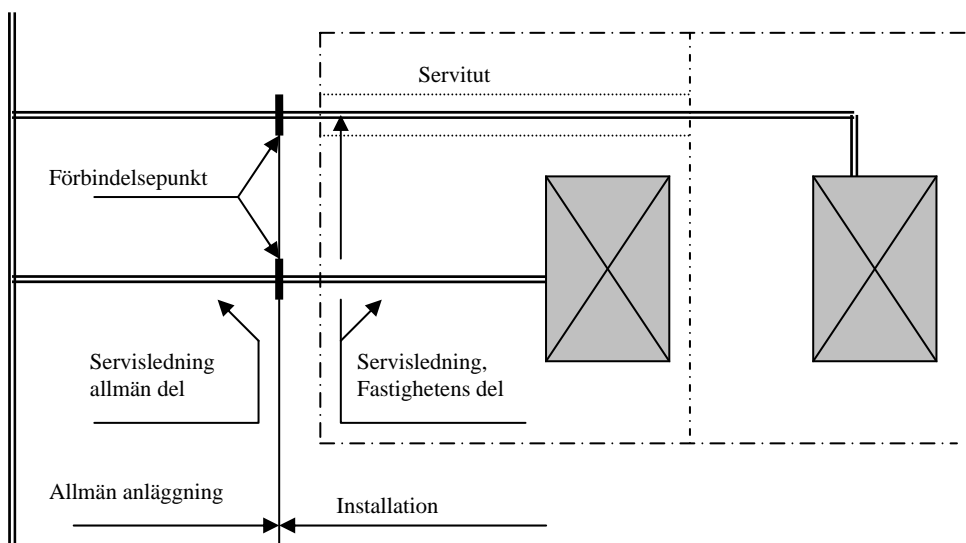 Servitut
Förbindelsepunkt
Servisledning
allmän del
Servisledning,
Fastighetens del
Allmän anläggning
Installation